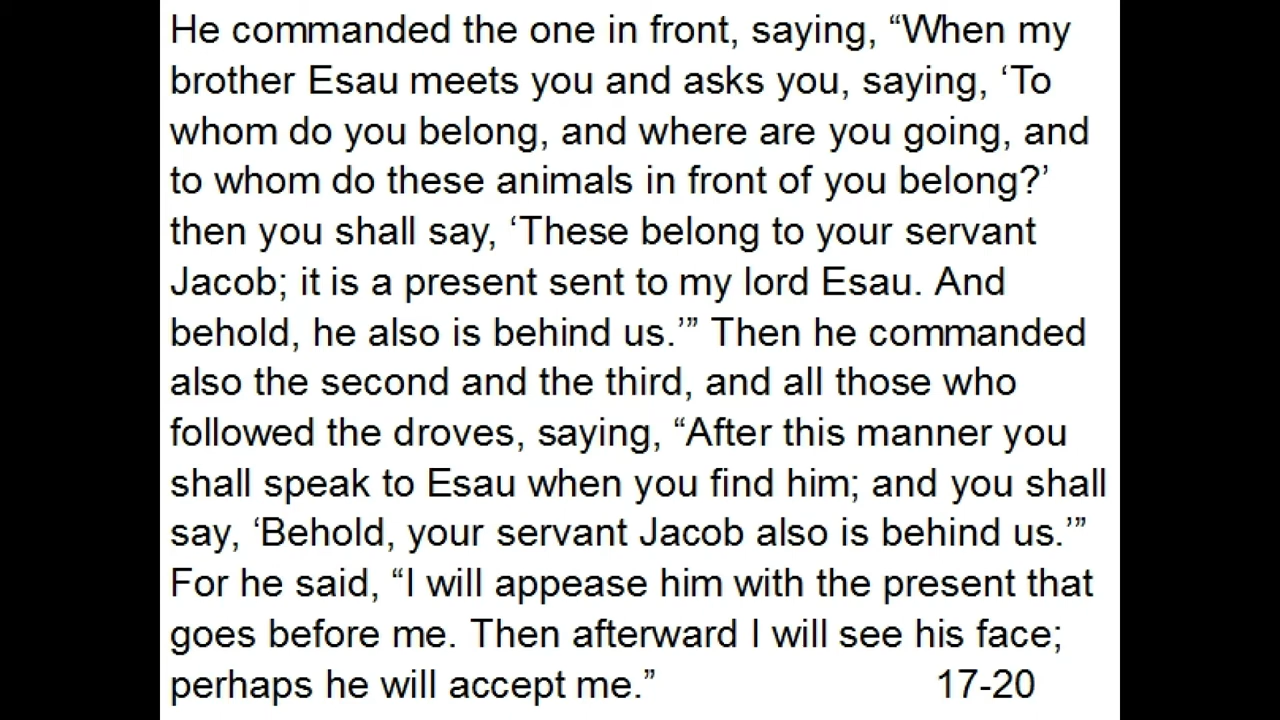 He commanded the one in front, saying, “When my
brother Esau meets you and asks you, saying, ‘To
whom do you belong, and where are you going, and
to whom do these animals in front of you belong?’
then you shall say, ‘These belong to your servant
Jacob; it is a present sent to my lord Esau. And
behold, he also is behind us.’” Then he commanded
also the second and the third, and all those who
followed the droves, saying, “After this manner you
shall speak to Esau when you find him; and you shall
say, ‘Behold, your servant Jacob also is behind us.’”
For he said, “I will appease him with the present that
goes before me. Then afterward I will see his face;
perhaps he will accept me.” 17-20